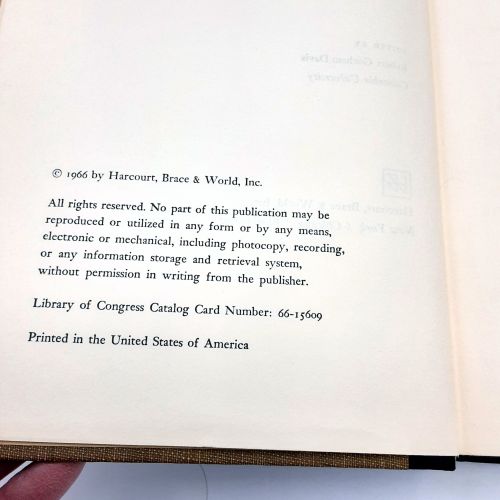 © 1966 by Harcourt, Brace & World, Inc.
All rights reserved. No part of this publication may be
reproduced or utilized in any form or by any means,
electronic or mechanical, including photocopy, recording,
or any information storage and retrieval system,
without permission in writing from the publisher.
Library of Congress Catalog Card Number: 66-15609
Printed in the United States of America